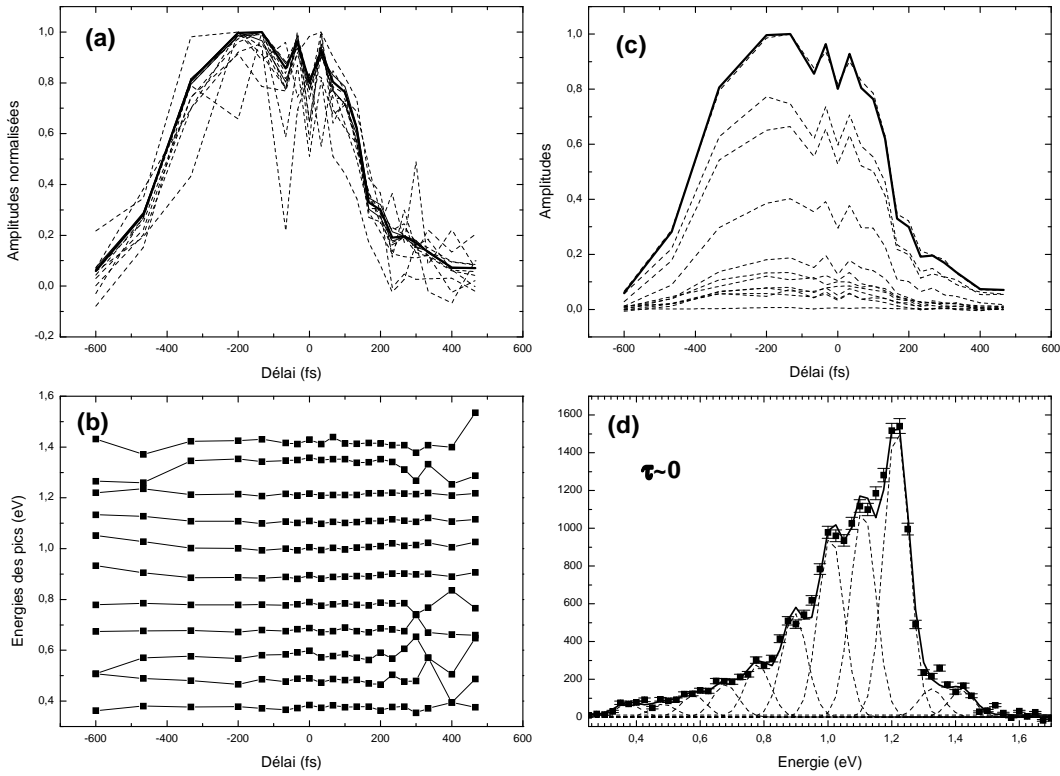 (a)
Amplitudes normalisées
1,0
0,8
0,6
0,4
0,2
0,0
-0,2
-600 -400 -200 0 200 400 600
Délai (fs)
(c)
Amplitudes
1,0
0,8
0,6
0,4
0,2
0,0
-600 -400 -200 0 200 400 600
Délai (fs)
(b)
Energies des pics (eV)
1,6
1,4
1,2
1,0
0,8
0,6
0,4
-600 -400 -200 0 200 400 600
Délai (fs)
(d)
τ~0
1600
1400
1200
1000
800
600
400
200
0
0,4 0,6 0,8 1,0 1,2 1,4 1,6
Energie (eV)